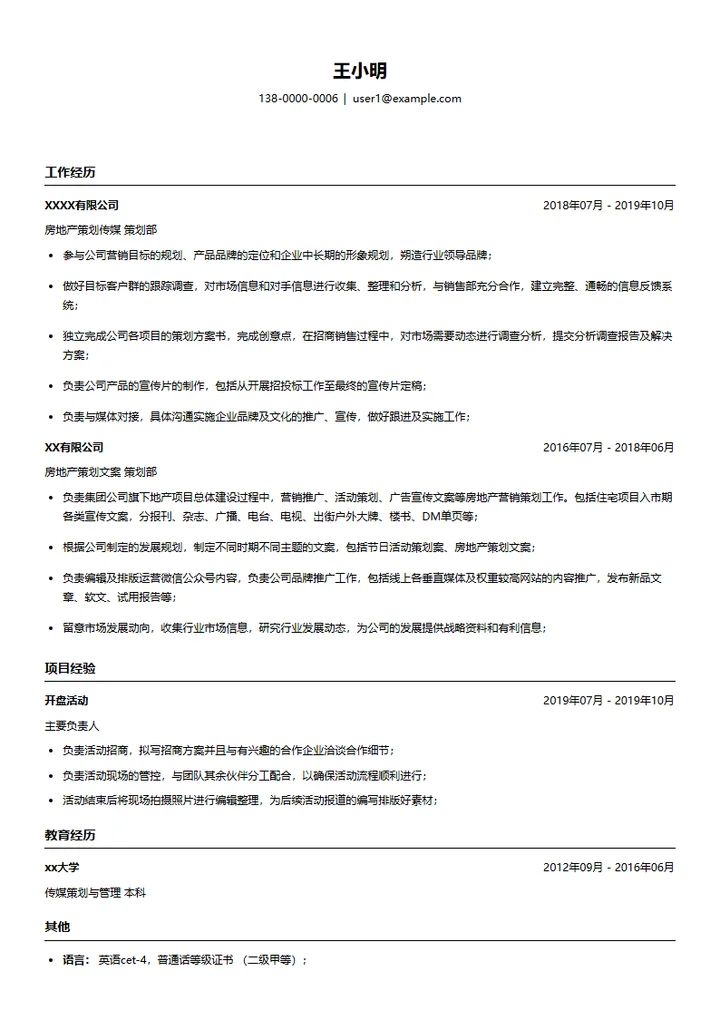 王小明
138-0000-0006 | user1@example.com
工作经历
XXXX有限公司 2018年07月 - 2019年10月
房地产策划传媒 策划部
• 参与公司营销目标的规划、产品品牌的定位和企业中长期的形象规划，朔造行业领导品牌；
• 做好目标客户群的跟踪调查，对市场信息和对手信息进行收集、整理和分析，与销售部充分合作，建立完整、通畅的信息反馈系
统；
• 独立完成公司各项目的策划方案书，完成创意点，在招商销售过程中，对市场需要动态进行调查分析，提交分析调查报告及解决
方案；
• 负责公司产品的宣传片的制作，包括从开展招投标工作至最终的宣传片定稿；
• 负责与媒体对接，具体沟通实施企业品牌及文化的推广、宣传，做好跟进及实施工作；
XX有限公司 2016年07月 - 2018年06月
房地产策划文案 策划部
• 负责集团公司旗下地产项目总体建设过程中，营销推广、活动策划、广告宣传文案等房地产营销策划工作。包括住宅项目入市期
各类宣传文案，分报刊、杂志、广播、电台、电视、出街户外大牌、楼书、DM单页等；
• 根据公司制定的发展规划，制定不同时期不同主题的文案，包括节日活动策划案、房地产策划文案；
• 负责编辑及排版运营微信公众号内容，负责公司品牌推广工作，包括线上各垂直媒体及权重较高网站的内容推广，发布新品文
章、软文、试用报告等；
• 留意市场发展动向，收集行业市场信息，研究行业发展动态，为公司的发展提供战略资料和有利信息；
项目经验
开盘活动 2019年07月 - 2019年10月
主要负责人
• 负责活动招商，拟写招商方案并且与有兴趣的合作企业洽谈合作细节；
• 负责活动现场的管控，与团队其余伙伴分工配合，以确保活动流程顺利进行；
• 活动结束后将现场拍摄照片进行编辑整理，为后续活动报道的编写排版好素材；
教育经历
xx大学 2012年09月 - 2016年06月
传媒策划与管理 本科
其他
• 语言： 英语cet-4，普通话等级证书 （二级甲等）；